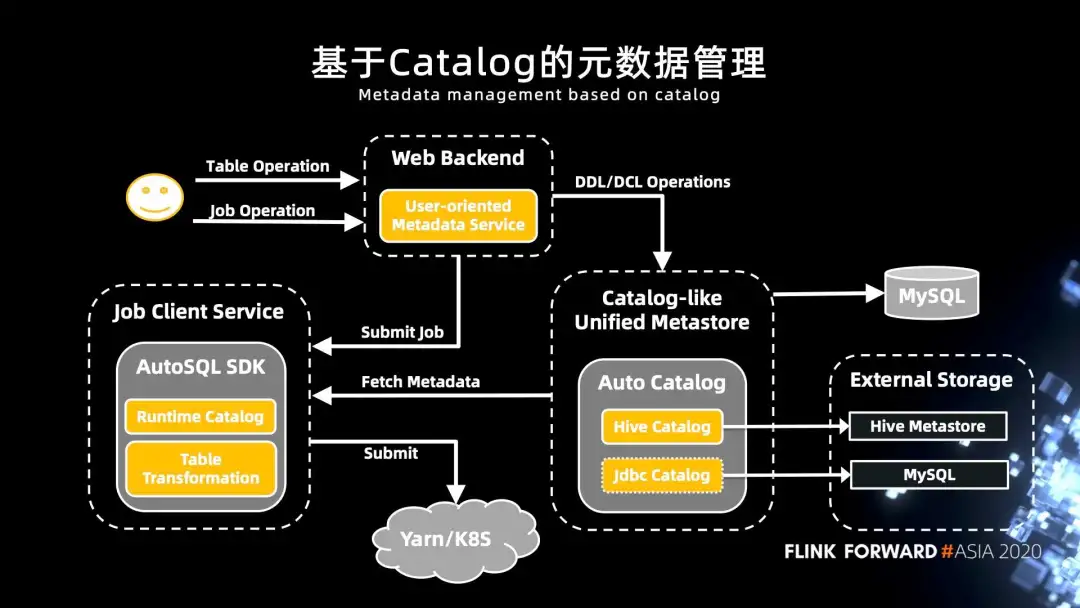 基于Catalog的元数据管理
Metadata management based on catalog
Table Operation
Job Operation
Web Backend
User-oriented
Metadata Service
DDL/DCL Operations
Job Client Service
AutoSQL SDK
Runtime Catalog
Table
Transformation
Submit Job
Fetch Metadata
Submit
Yarn/K8S
Catalog-like
Unified Metastore
Auto Catalog
Hive Catalog
Jdbc Catalog
MySQL
External Storage
Hive Metastore
MySQL
FLINK FORWARD #ASIA 2020